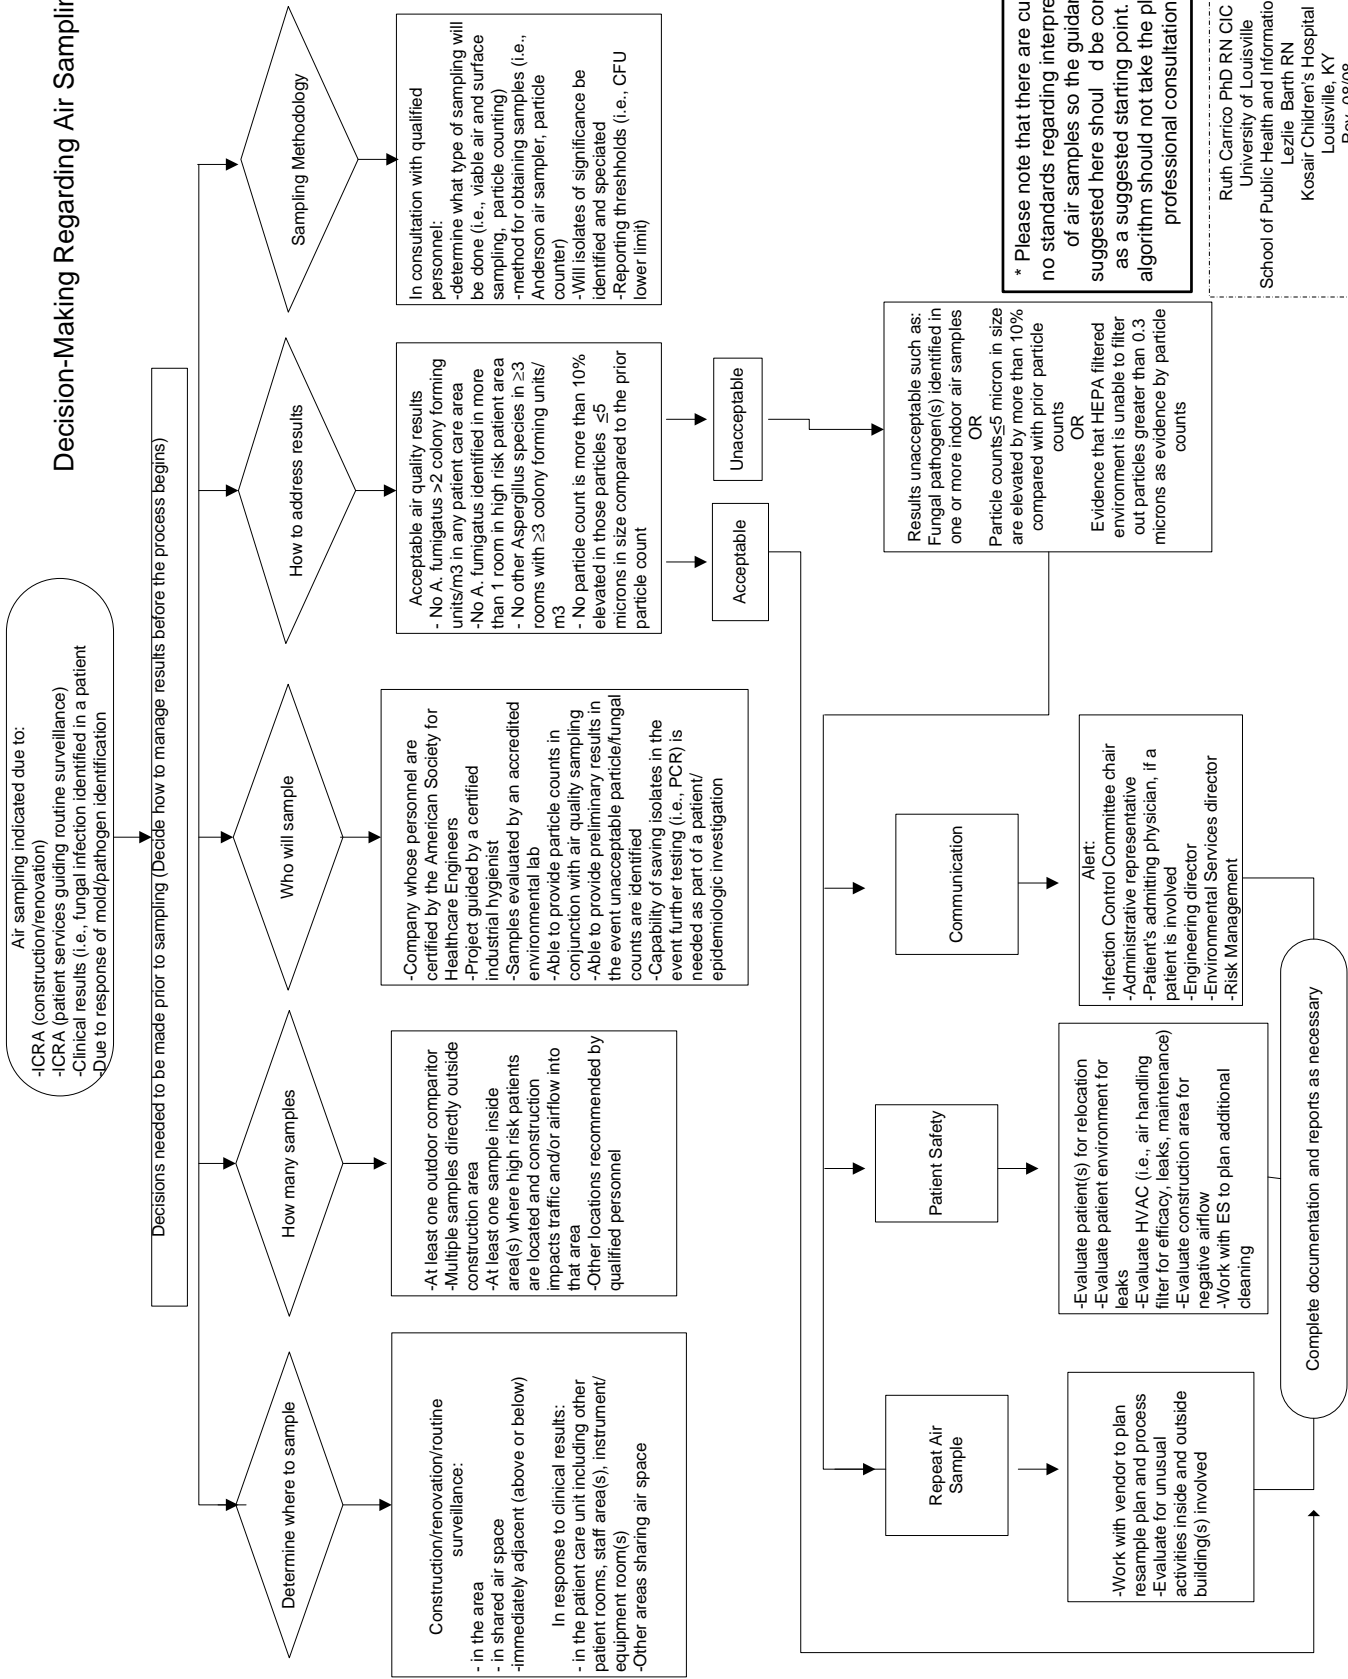 Decision-Making Regarding Air
Air sampling indicated due to:
-ICRA (construction/renovation)
-ICRA (patient services guiding routine surveillance)
-Clinical results (i.e., fungal infection identified in a patient
-Due to response of mold/pathogen identification
Decisions needed to be made prior to sampling (Decide how to manage results before the process begins)
Determine where to sample
How many samples
Who will sample
How to address results
Sampling Methodology
Construction/renovation/routine
surveillance:
- in the area
- in shared air space
-immediately adjacent (above or below)
In response to clinical results:
- in the patient care unit including other
patient rooms, staff area(s), instrument/
equipment room(s)
-Other areas sharing air space
-At least one outdoor comparitor
-Multiple samples directly outside
construction area
-At least one sample inside
area(s) where high risk patients
are located and construction
impacts traffic and/or airflow into
that area
-Other locations recommended by
qualified personnel
-Company whose personnel are
certified by the American Society for
Healthcare Engineers
-Project guided by a certified
industrial hygienist
-Samples evaluated by an accredited
environmental lab
-Able to provide particle counts in
conjunction with air quality sampling
-Able to provide preliminary results in
the event unacceptable particle/fungal
counts are identified
-Capability of saving isolates in the
event further testing (i.e., PCR) is
needed as part of a patient/
epidemiologic investigation
Acceptable air quality results
- No A. fumigatus >2 colony forming
units/m3 in any patient care area
-No A. fumigatus identified in more
than 1 room in high risk patient area
- No other Aspergillus species in ≥3
rooms with ≥3 colony forming units/
m3
- No particle count is more than 10%
elevated in those particles ≤5
microns in size compared to the prior
particle count
In consultation with qualified
personnel:
-determine what type of sampling will
be done (i.e., viable air and surface
sampling, particle counting)
-method for obtaining samples (i.e.,
Anderson air sampler, particle
counter)
-Will isolates of significance be
identified and speciated
-Reporting threshholds (i.e., CFU
lower limit)
Acceptable
Unacceptable
Results unacceptable such as:
Fungal pathogen(s) identified in
one or more indoor air samples
OR
Particle counts≤5 micron in size
are elevated by more than 10%
compared with prior particle
counts
OR
Evidence that HEPA filtered
environment is unable to filter
out particles greater than 0.3
microns as evidence by particle
counts
Repeat Air
Sample
Patient Safety
Communication
-Work with vendor to plan
resample plan and process
-Evaluate for unusual
activities inside and outside
building(s) involved
-Evaluate patient(s) for relocation
-Evaluate patient environment for
leaks
-Evaluate HVAC (i.e., air handling
filter for efficacy, leaks, maintenance)
-Evaluate construction area for
negative airflow
-Work with ES to plan additional
cleaning
Alert:
-Infection Control Committee chair
-Administrative representative
-Patient's admitting physician, if a
patient is involved
-Engineering director
-Environmental Services director
-Risk Management
Complete documentation and reports as necessary
* Please note that there are
no standards regarding
of air samples so the
suggested here shoul d be
as a suggested starting point.
algorithm should not take the
professional consultation
Ruth Carrico PhD RN CIC
University of Louisville
School of Public Health and
Lezlie Barth RN
Kosair Children's Hospital
Louisville, KY